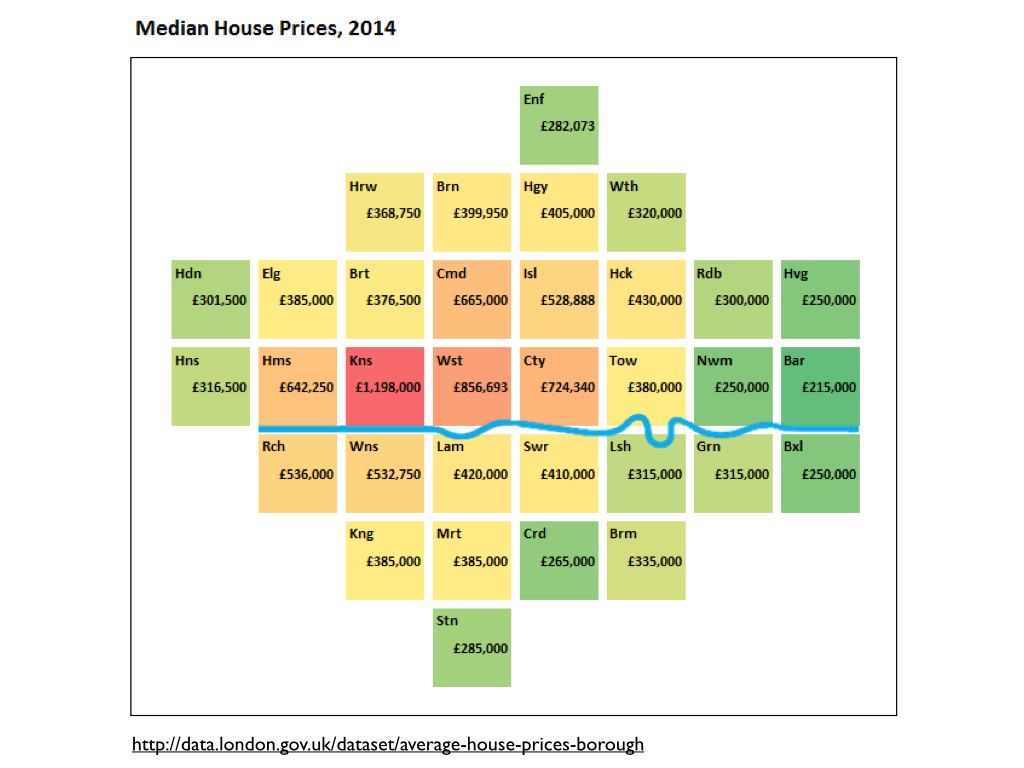 Median House Prices, 2014
Enf
£282,073
Hrw Brn Hgy Wth
£368,750 £399,950 £405,000 £320,000
Hdn Elg Brt Cmd Isl Hck Rdb Hvg
£301,500 £385,000 £376,500 £665,000 £528,888 £430,000 £300,000 £250,000
Hns Hms Kns Wst Cty Tow Nwm Bar
£316,500 £642,250 £1,198,000 £856,693 £724,340 £380,000 £250,000 £215,000
Rch Wns Lam Swr Lsh Grn Bxl
£536,000 £532,750 £420,000 £410,000 £315,000 £315,000 £250,000
Kng Mrt Crd Brm
£385,000 £385,000 £265,000 £335,000
Stn
£285,000
http://data.london.gov.uk/dataset/average-house-prices-borough